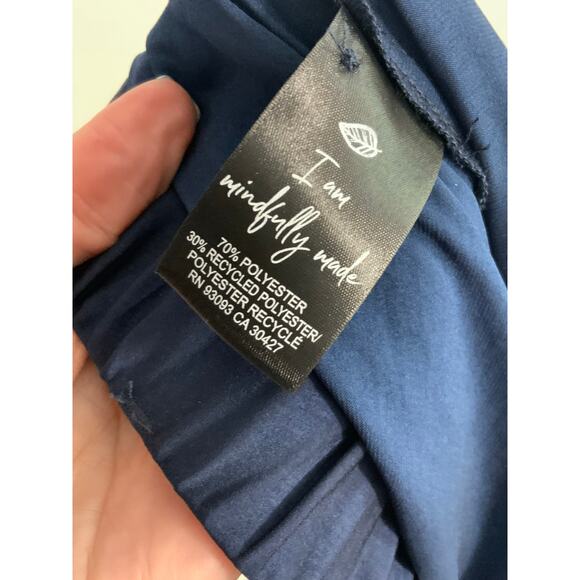 I am
mindfully made
70% POLYESTER
30% RECYCLED POLYESTER/
POLYESTER RECYCLÉ
RN 93093 CA 30427